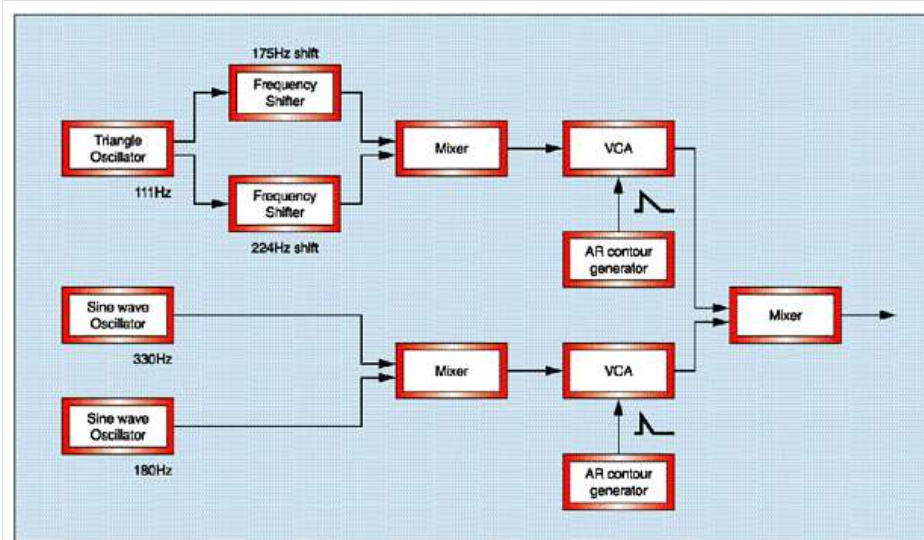 175Hz shift
Frequency
Shifter
Triangle
Oscillator
111Hz
Frequency
Shifter
224Hz shift
Mixer
VCA
AR contour
generator
Sine wave
Oscillator
330Hz
Sine wave
Oscillator
180Hz
Mixer
VCA
AR contour
generator
Mixer